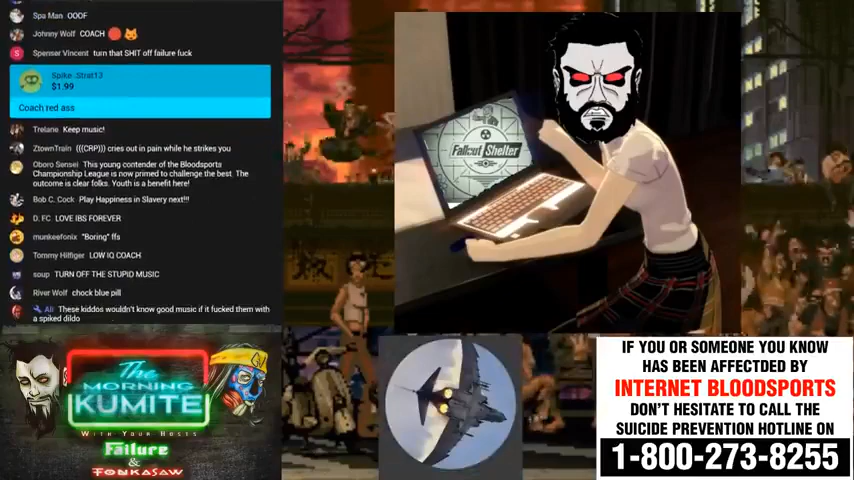 Spa Man OOOF
Johnny Wolf COACH
S Spenser Vincent turn that SHIT off failure fuck
Spike Strat13
$1.99
Coach red ass
Trelane Keep music!
ZtownTrain (((CRP))) cries out in pain while he strikes you
Oboro Sensei This young contender of the Bloodsports
Championship League is now primed to challenge the best. The
outcome is clear folks. Youth is a benefit here!
Bob C. Cock Play Happiness in Slavery next!!!
D. FC LOVE IBS FOREVER
munkeefonix "Boring" ffs
Tommy Hilfiger LOW IQ COACH
soup TURN OFF THE STUPID MUSIC
River Wolf chock blue pill
Ali These kiddos wouldn't know good music if it fucked them with
a spiked dildo
Fallout Shelter
The
MORNING
KUMITE
With Your Hosts
Failure
&
TONKASAW
IF YOU OR SOMEONE YOU KNOW
HAS BEEN AFFECTDED BY
INTERNET BLOODSPORTS
DON'T HESITATE TO CALL THE
SUICIDE PREVENTION HOTLINE ON
1-800-273-8255